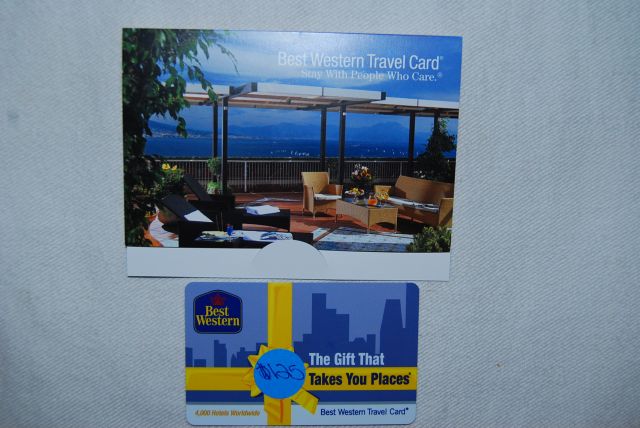 Best Western Travel Card®
Stay With People Who Care.®
Best
Western
The Gift That
$125
Takes You Places®
4,000 Hotels Worldwide
Best Western Travel Card®